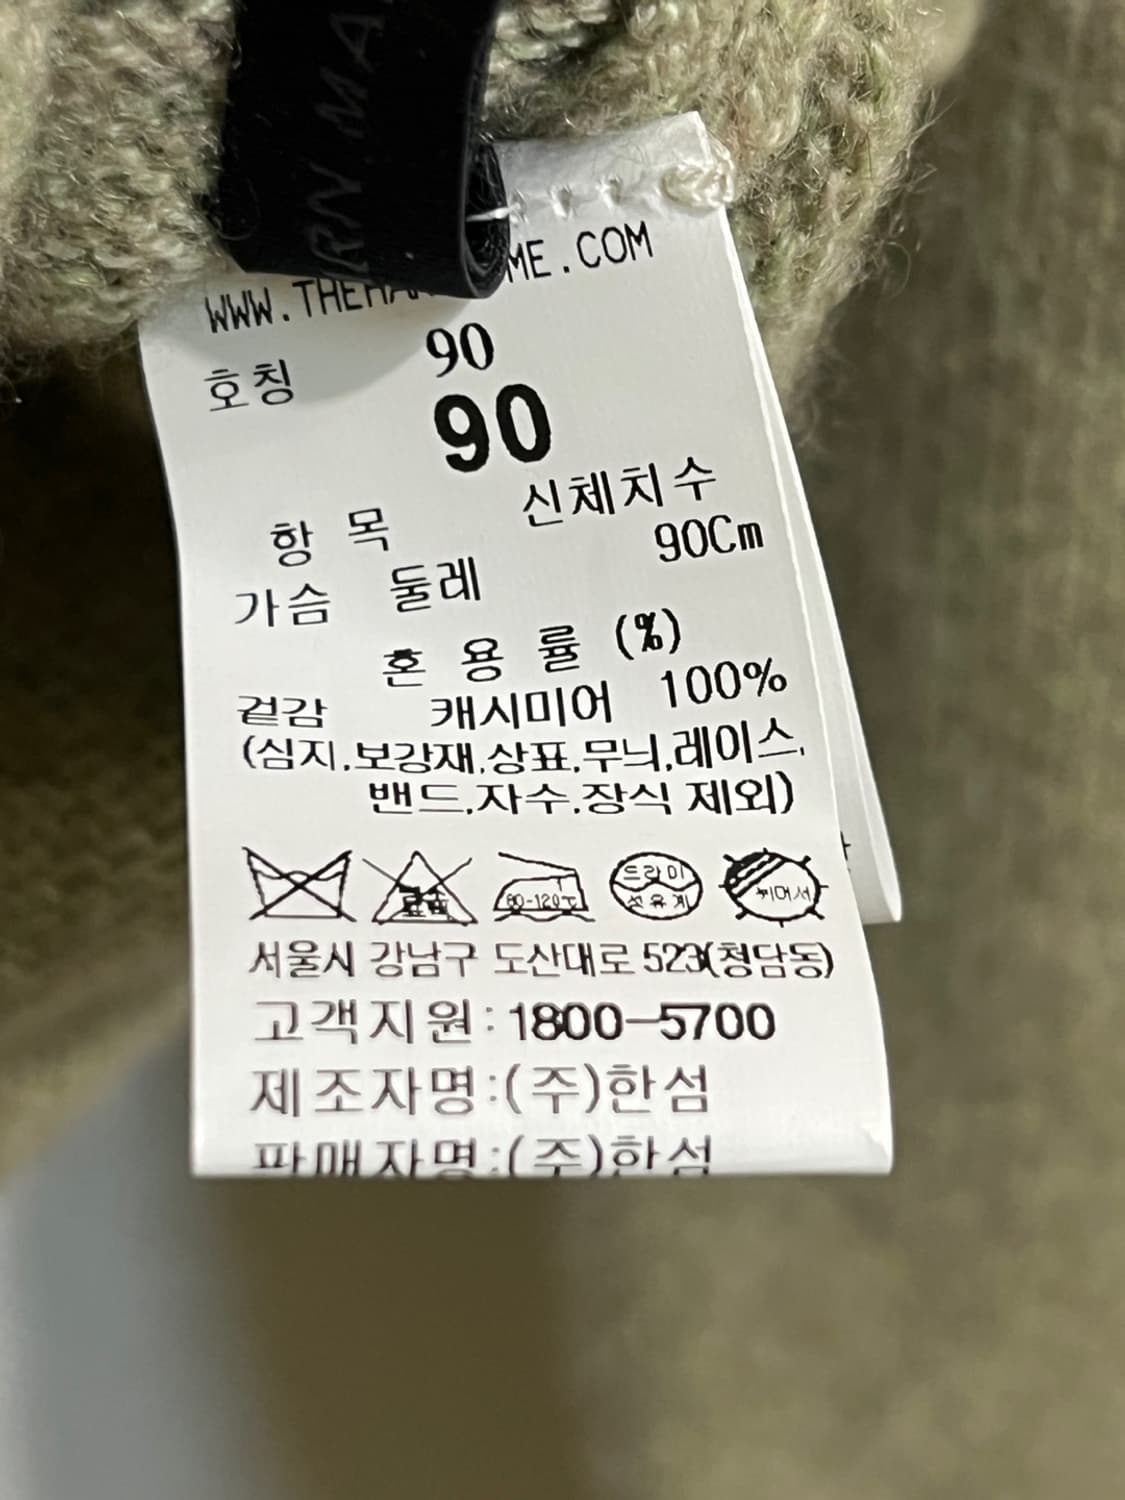 90
호칭
90
항 목 신체치수
가슴 둘레 90Cm
혼 용 률 (%)
겉감 캐시미어 100%
(심지.보강재.상표.무늬.레이스.
밴드.자수.장식 제외)
80-120℃ 드라이 석유계 뉘어서
서울시 강남구 도산대로 523(청담동)
고객지원:1800-5700
제조자명:(주)한섬
판매자명:(주)한섬